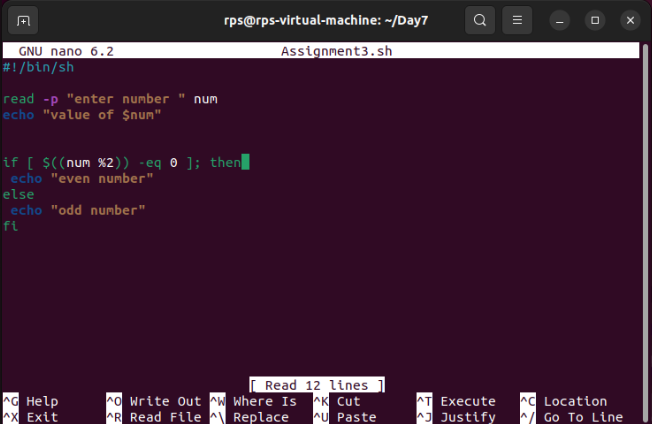 rps@rps-virtual-machine: ~/Day7
GNU nano 6.2 Assignment3.sh
#!/bin/sh
read -p "enter number " num
echo "value of $num"
if [ $((num %2)) -eq 0 ]; then
 echo "even number"
else
 echo "odd number"
fi
[ Read 12 lines ]
^G Help ^O Write Out ^W Where Is ^K Cut ^T Execute ^C Location
^X Exit ^R Read File ^\ Replace ^U Paste ^J Justify ^/ Go To Line